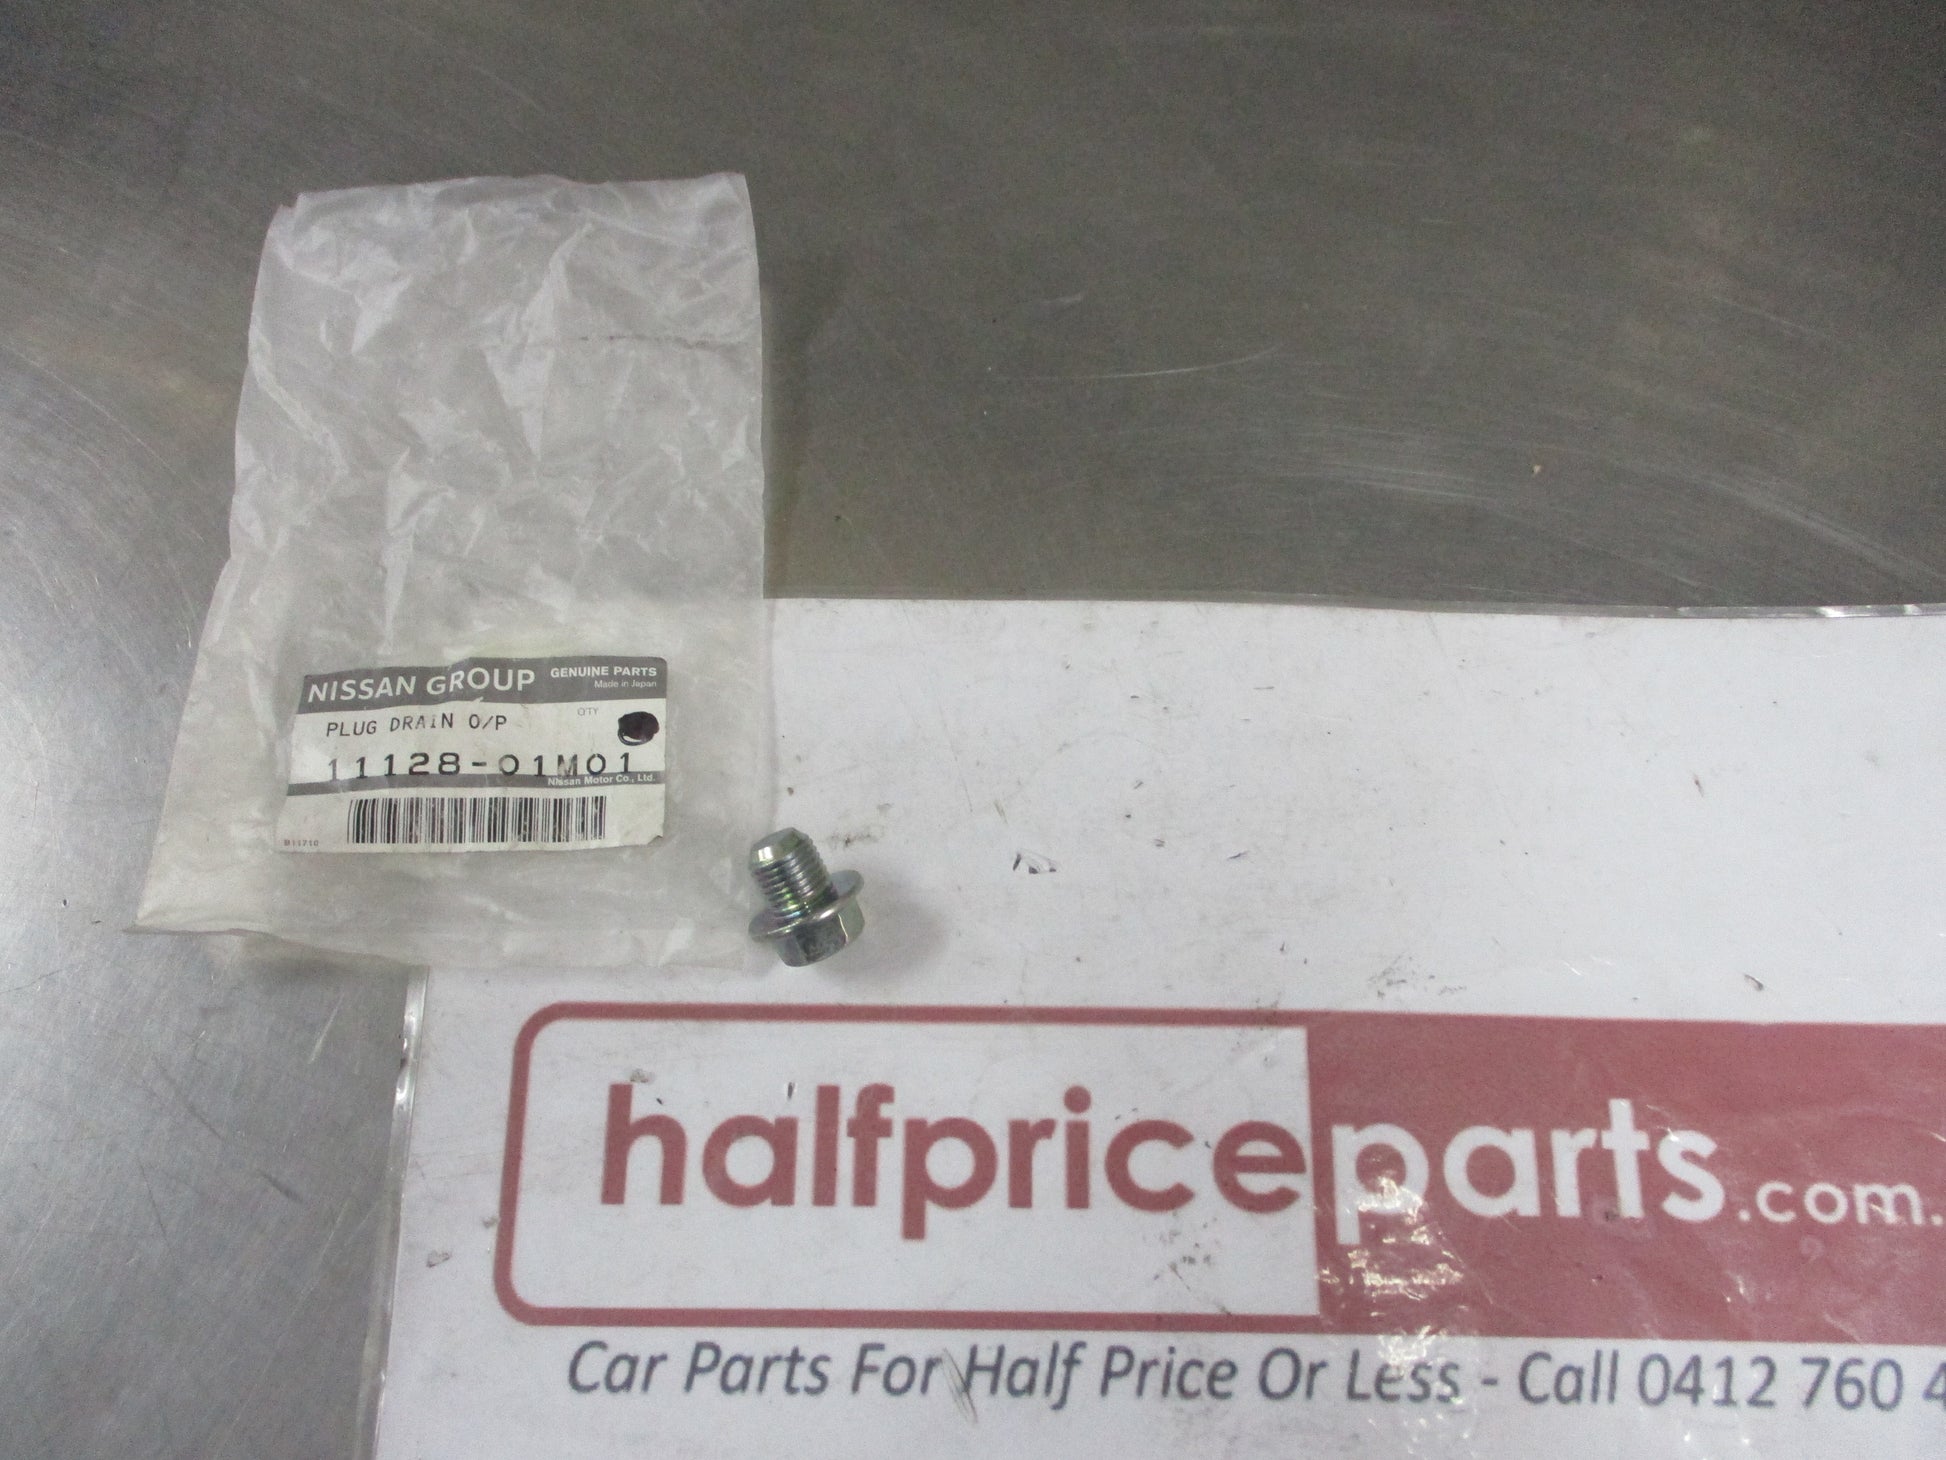 NISSAN GROUP GENUINE PARTS
Made in Japan
PLUG DRAIN O/P QTY
11128-01M01
Nissan Motor Co., Ltd.
B11710
halfpriceparts.com.
Car Parts For Half Price Or Less - Call 0412 760 4